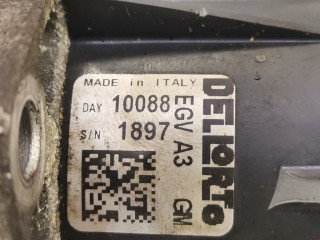 MADE in ITALY
DAY 10088
S/N 1897
EGV A3 GM
DELLORTO